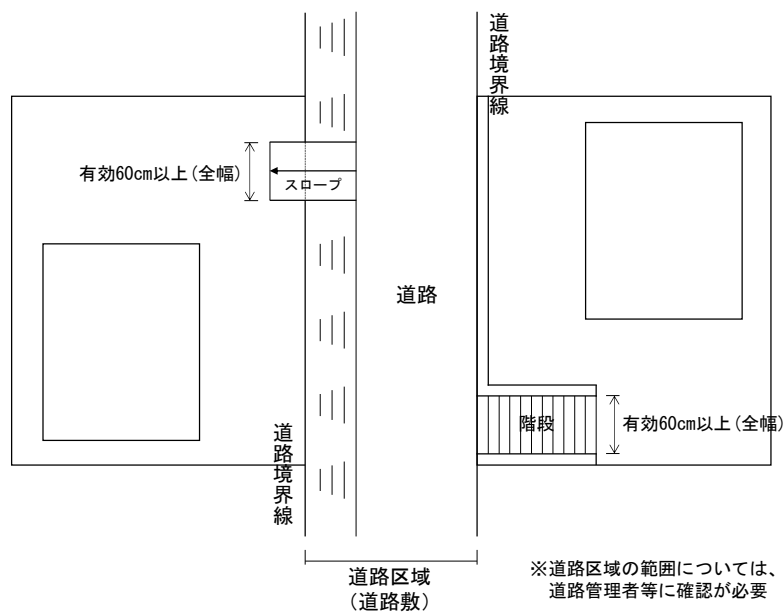 道路境界線
有効60cm以上(全幅)
スロープ
道路
階段
有効60cm以上(全幅)
道路境界線
道路区域
(道路敷)
※道路区域の範囲については、
道路管理者等に確認が必要